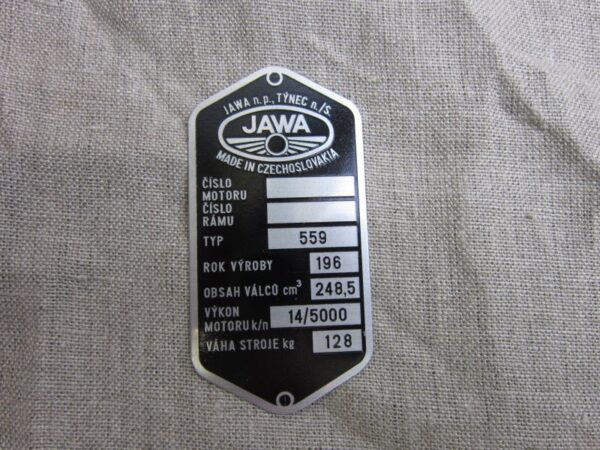 JAWA n.p., TÝNEC n./S.
JAWA
MADE IN CZECHOSLOVAKIA
ČÍSLO
MOTORU
ČÍSLO
RÁMU
TYP 559
ROK VÝROBY 196
OBSAH VÁLCŮ cm³ 248,5
VÝKON
MOTORU k/n 14/5000
VÁHA STROJE kg 128